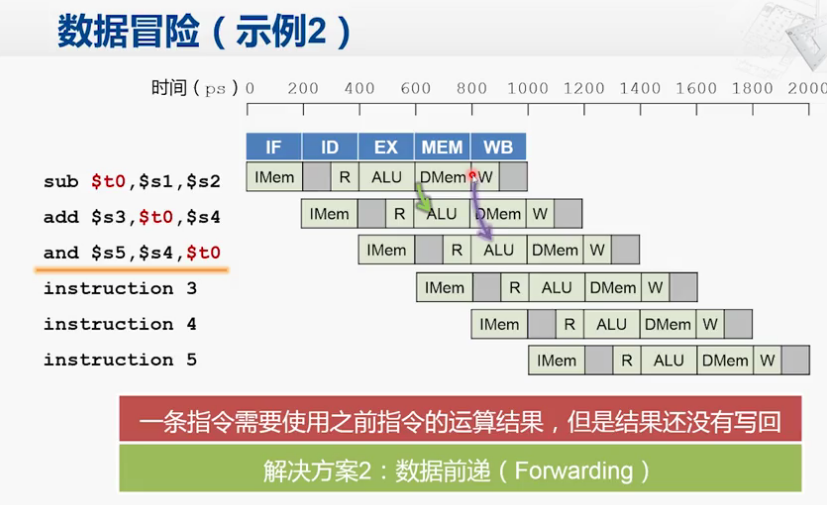 数据冒险（示例2）
时间（ps） 0 200 400 600 800 1000 1200 1400 1600 1800 2000
IF ID EX MEM WB
sub $t0,$s1,$s2 IMem R ALU DMem W
add $s3,$t0,$s4 IMem R ALU DMem W
and $s5,$s4,$t0 IMem R ALU DMem W
instruction 3 IMem R ALU DMem W
instruction 4 IMem R ALU DMem W
instruction 5 IMem R ALU DMem W
一条指令需要使用之前指令的运算结果，但是结果还没有写回
解决方案2：数据前递（Forwarding）